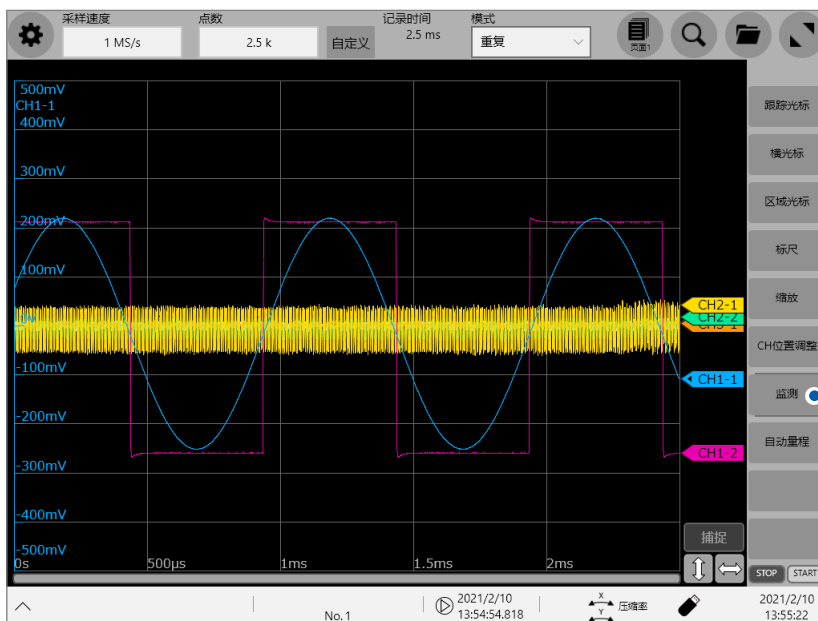 采样速度 点数 记录时间 模式
1 MS/s 2.5 k 自定义 2.5 ms 重复 页面1
500mV
CH1-1
400mV
跟踪光标
横光标
300mV
区域光标
200mV
标尺
100mV
缩放
CH2-1
0V
CH2-2
CH3-1
CH位置调整
-100mV
CH1-1
监测
-200mV
自动量程
CH1-2
-300mV
-400mV
捕捉
-500mV
0s 500μs 1ms 1.5ms 2ms
STOP START
No. 1
2021/2/10
13:54:54.818
X
Y
压缩率
2021/2/10
13:55:22